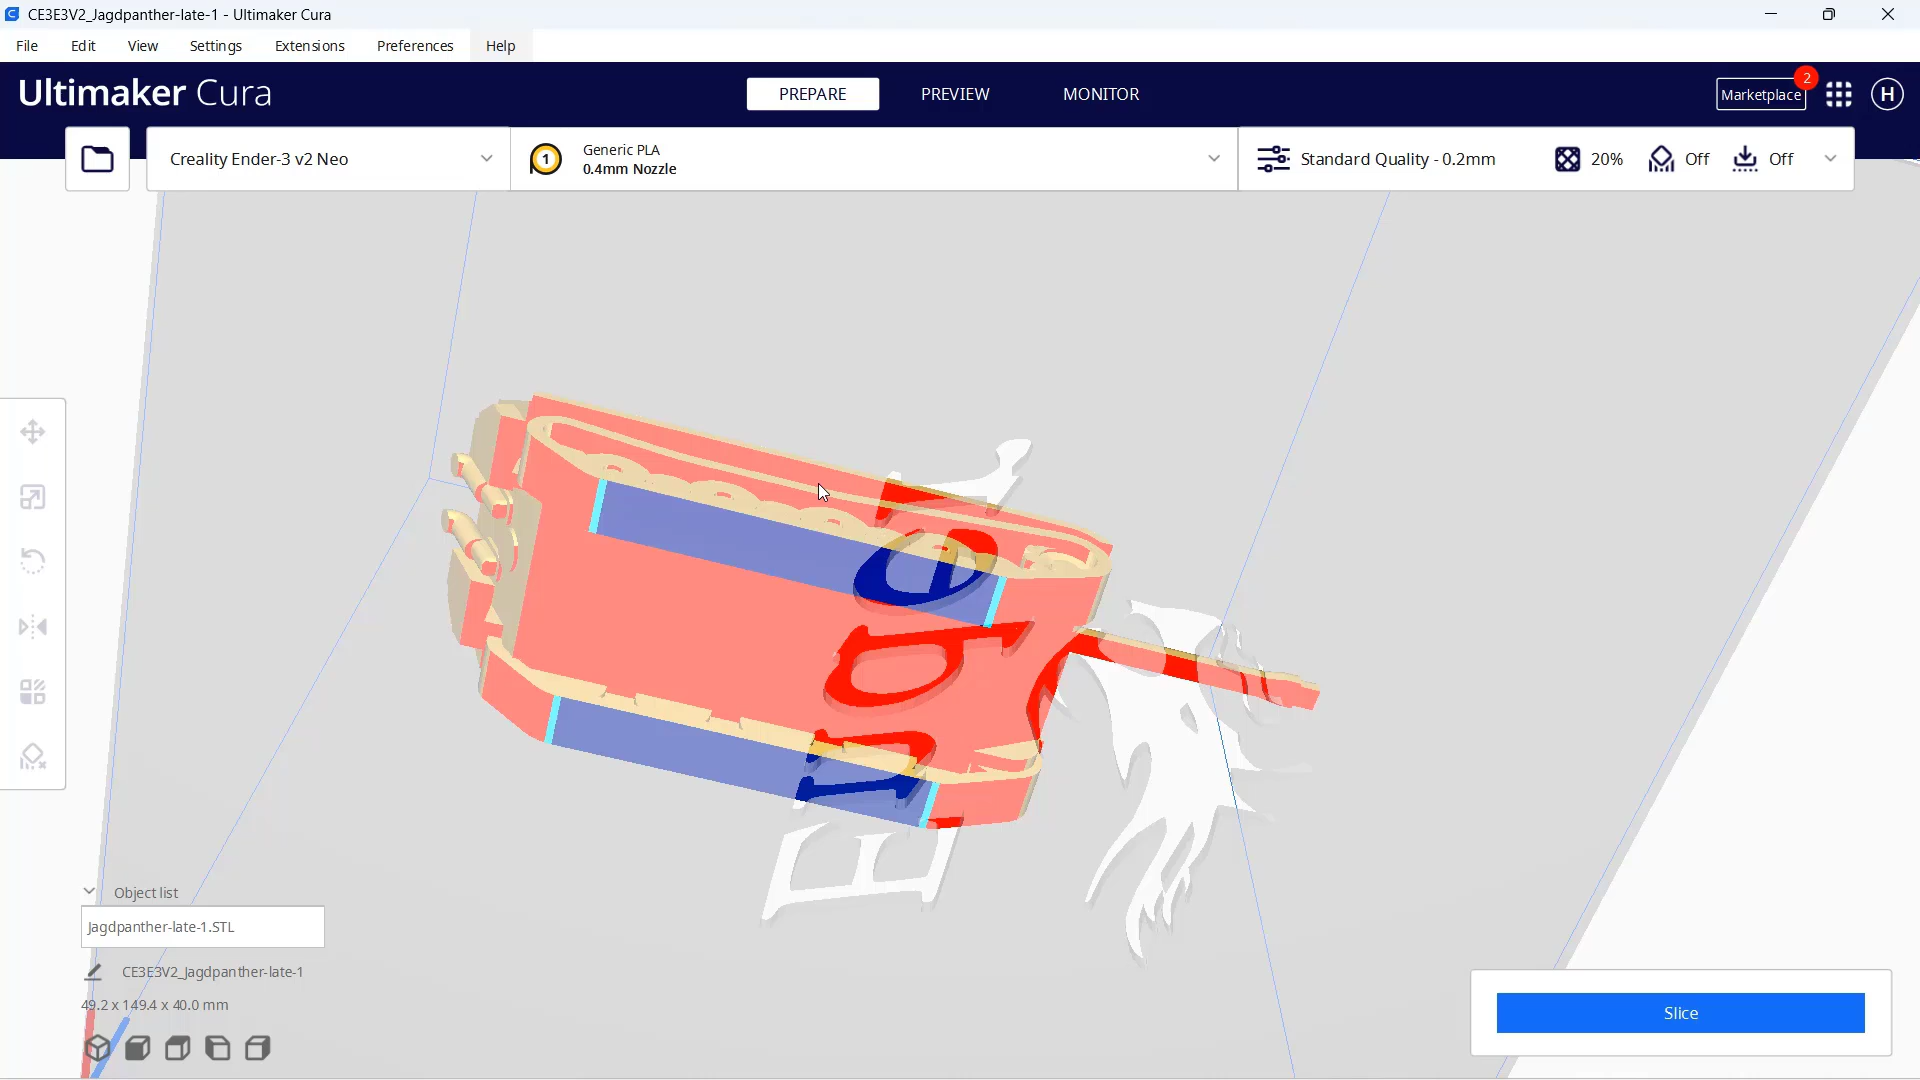 CE3E3V2_Jagdpanther-late-1 - Ultimaker Cura
File Edit View Settings Extensions Preferences Help
Ultimaker Cura
PREPARE PREVIEW MONITOR
Marketplace 2 H
Creality Ender-3 v2 Neo
1 Generic PLA
0.4mm Nozzle
Standard Quality - 0.2mm 20% Off Off
Object list
Jagdpanther-late-1.STL
CE3E3V2_Jagdpanther-late-1
49.2 x 149.4 x 40.0 mm
Slice